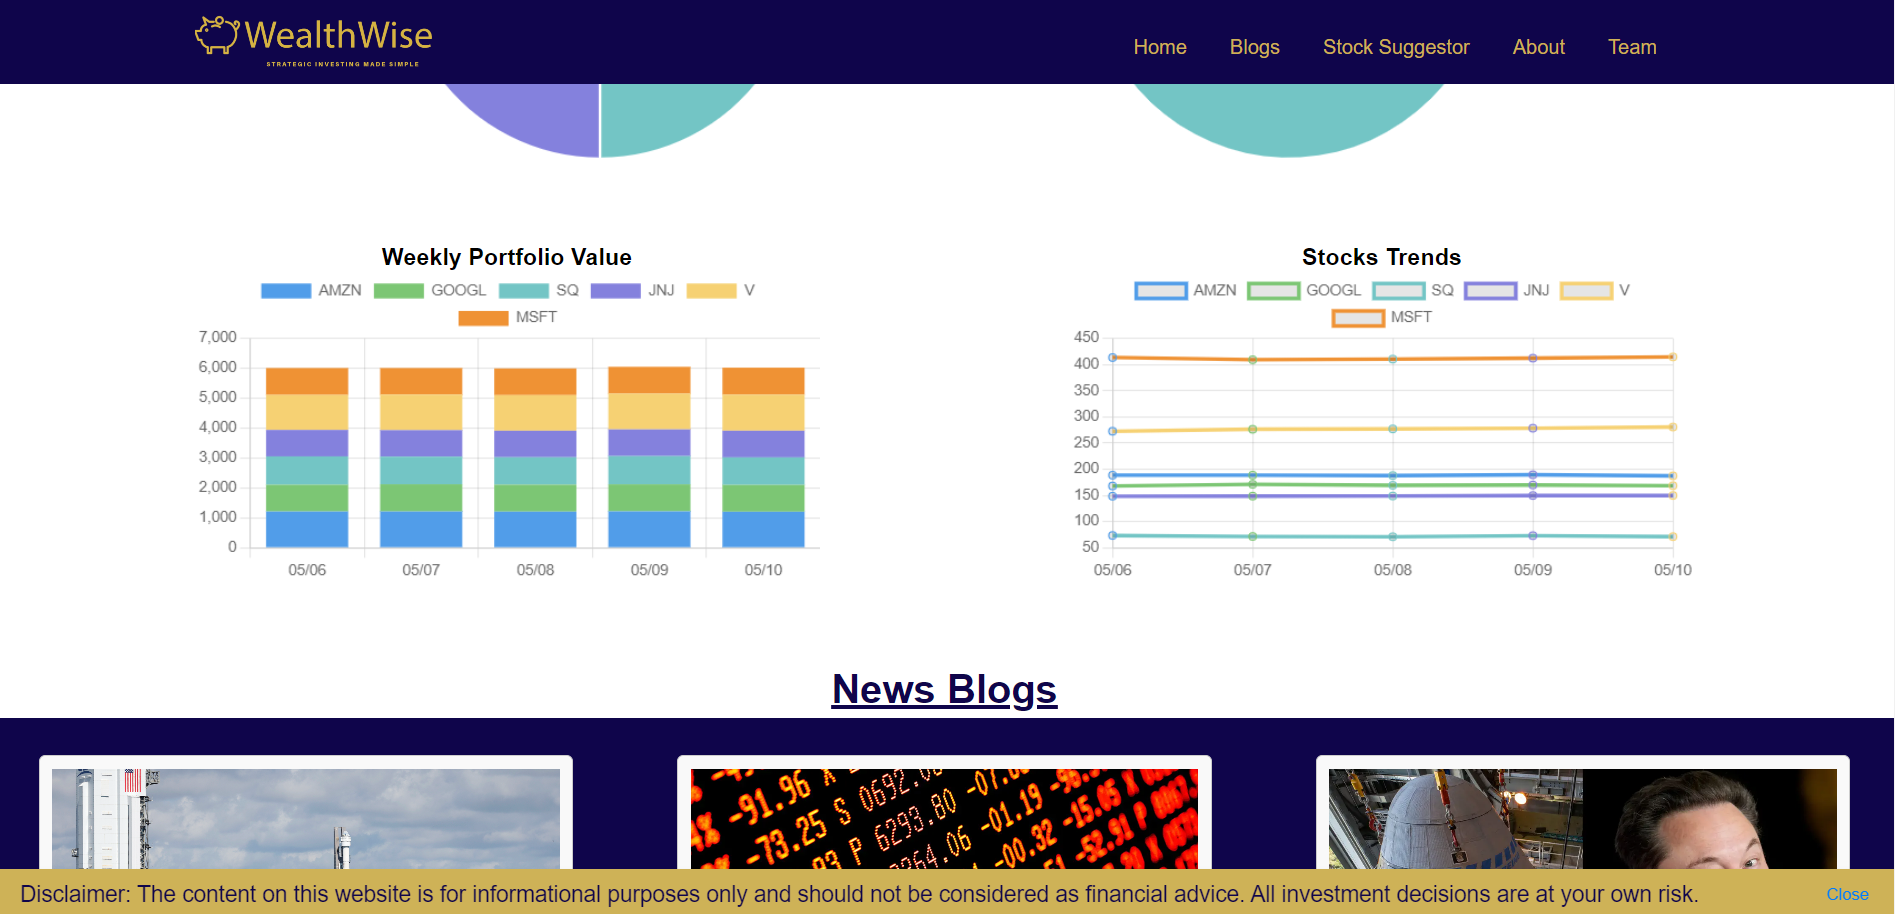 WealthWise
STRATEGIC INVESTING MADE SIMPLE
Home Blogs Stock Suggestor About Team
Weekly Portfolio Value
AMZN GOOGL SQ JNJ V
MSFT
7,000
6,000
5,000
4,000
3,000
2,000
1,000
0
05/06 05/07 05/08 05/09 05/10
Stocks Trends
AMZN GOOGL SQ JNJ V
MSFT
450
400
350
300
250
200
150
100
50
05/06 05/07 05/08 05/09 05/10
News Blogs
-91.96 X
-73.25 S 0692.0
P 6293.80 -07.0
264.06 -01.19 -96.5
-00.32 -15.05 X
-52.91 P
Disclaimer: The content on this website is for informational purposes only and should not be considered as financial advice. All investment decisions are at your own risk.
Close